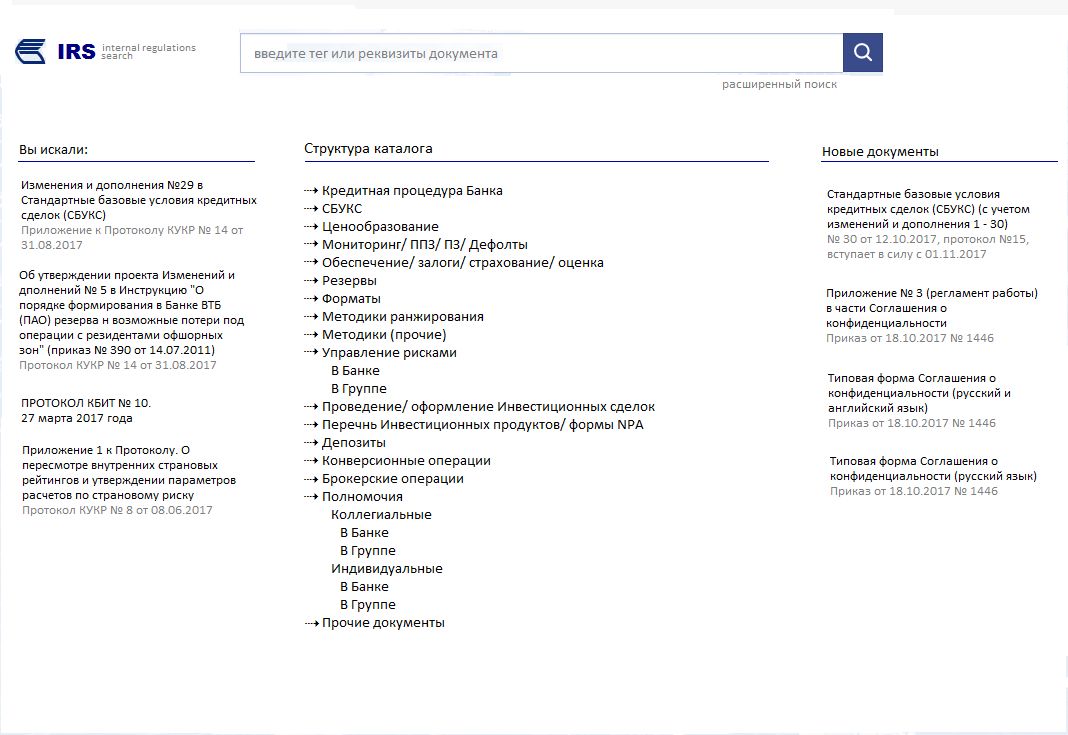 IRS internal regulations
search
введите тег или реквизиты документа
расширенный поиск
Вы искали:
Изменения и дополнения №29 в
Стандартные базовые условия кредитных
сделок (СБУКС)
Приложение к Протоколу КУКР № 14 от
31.08.2017
Об утверждении проекта Изменений и
дполнений № 5 в Инструкцию "О
порядке формирования в Банке ВТБ
(ПАО) резерва н возможные потери под
операции с резидентами офшорных
зон" (приказ № 390 от 14.07.2011)
Протокол КУКР № 14 от 31.08.2017
ПРОТОКОЛ КБИТ № 10.
27 марта 2017 года
Приложение 1 к Протоколу. О
пересмотре внутренних страновых
рейтингов и утверждении параметров
расчетов по страновому риску
Протокол КУКР № 8 от 08.06.2017
Структура каталога
Кредитная процедура Банка
СБУКС
Ценообразование
Мониторинг/ ППЗ/ ПЗ/ Дефолты
Обеспечение/ залоги/ страхование/ оценка
Резервы
Форматы
Методики ранжирования
Методики (прочие)
Управление рисками
В Банке
В Группе
Проведение/ оформление Инвестиционных сделок
Перечнь Инвестиционных продуктов/ формы NPA
Депозиты
Конверсионные операции
Брокерские операции
Полномочия
Коллегиальные
В Банке
В Группе
Индивидуальные
В Банке
В Группе
Прочие документы
Новые документы
Стандартные базовые условия
кредитных сделок (СБУКС) (с учетом
изменений и дополнения 1 - 30)
№ 30 от 12.10.2017, протокол №15,
вступает в силу с 01.11.2017
Приложение № 3 (регламент работы)
в части Соглашения о
конфиденциальности
Приказ от 18.10.2017 № 1446
Типовая форма Соглашения о
конфиденциальности (русский и
английский язык)
Приказ от 18.10.2017 № 1446
Типовая форма Соглашения о
конфиденциальности (русский язык)
Приказ от 18.10.2017 № 1446